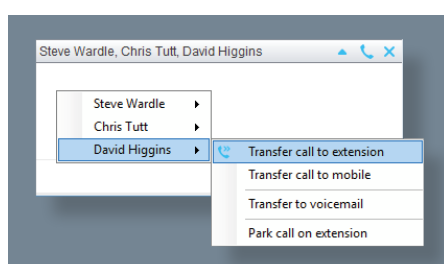 Steve Wardle, Chris Tutt, David Higgins
Steve Wardle
Chris Tutt
David Higgins
Transfer call to extension
Transfer call to mobile
Transfer to voicemail
Park call on extension